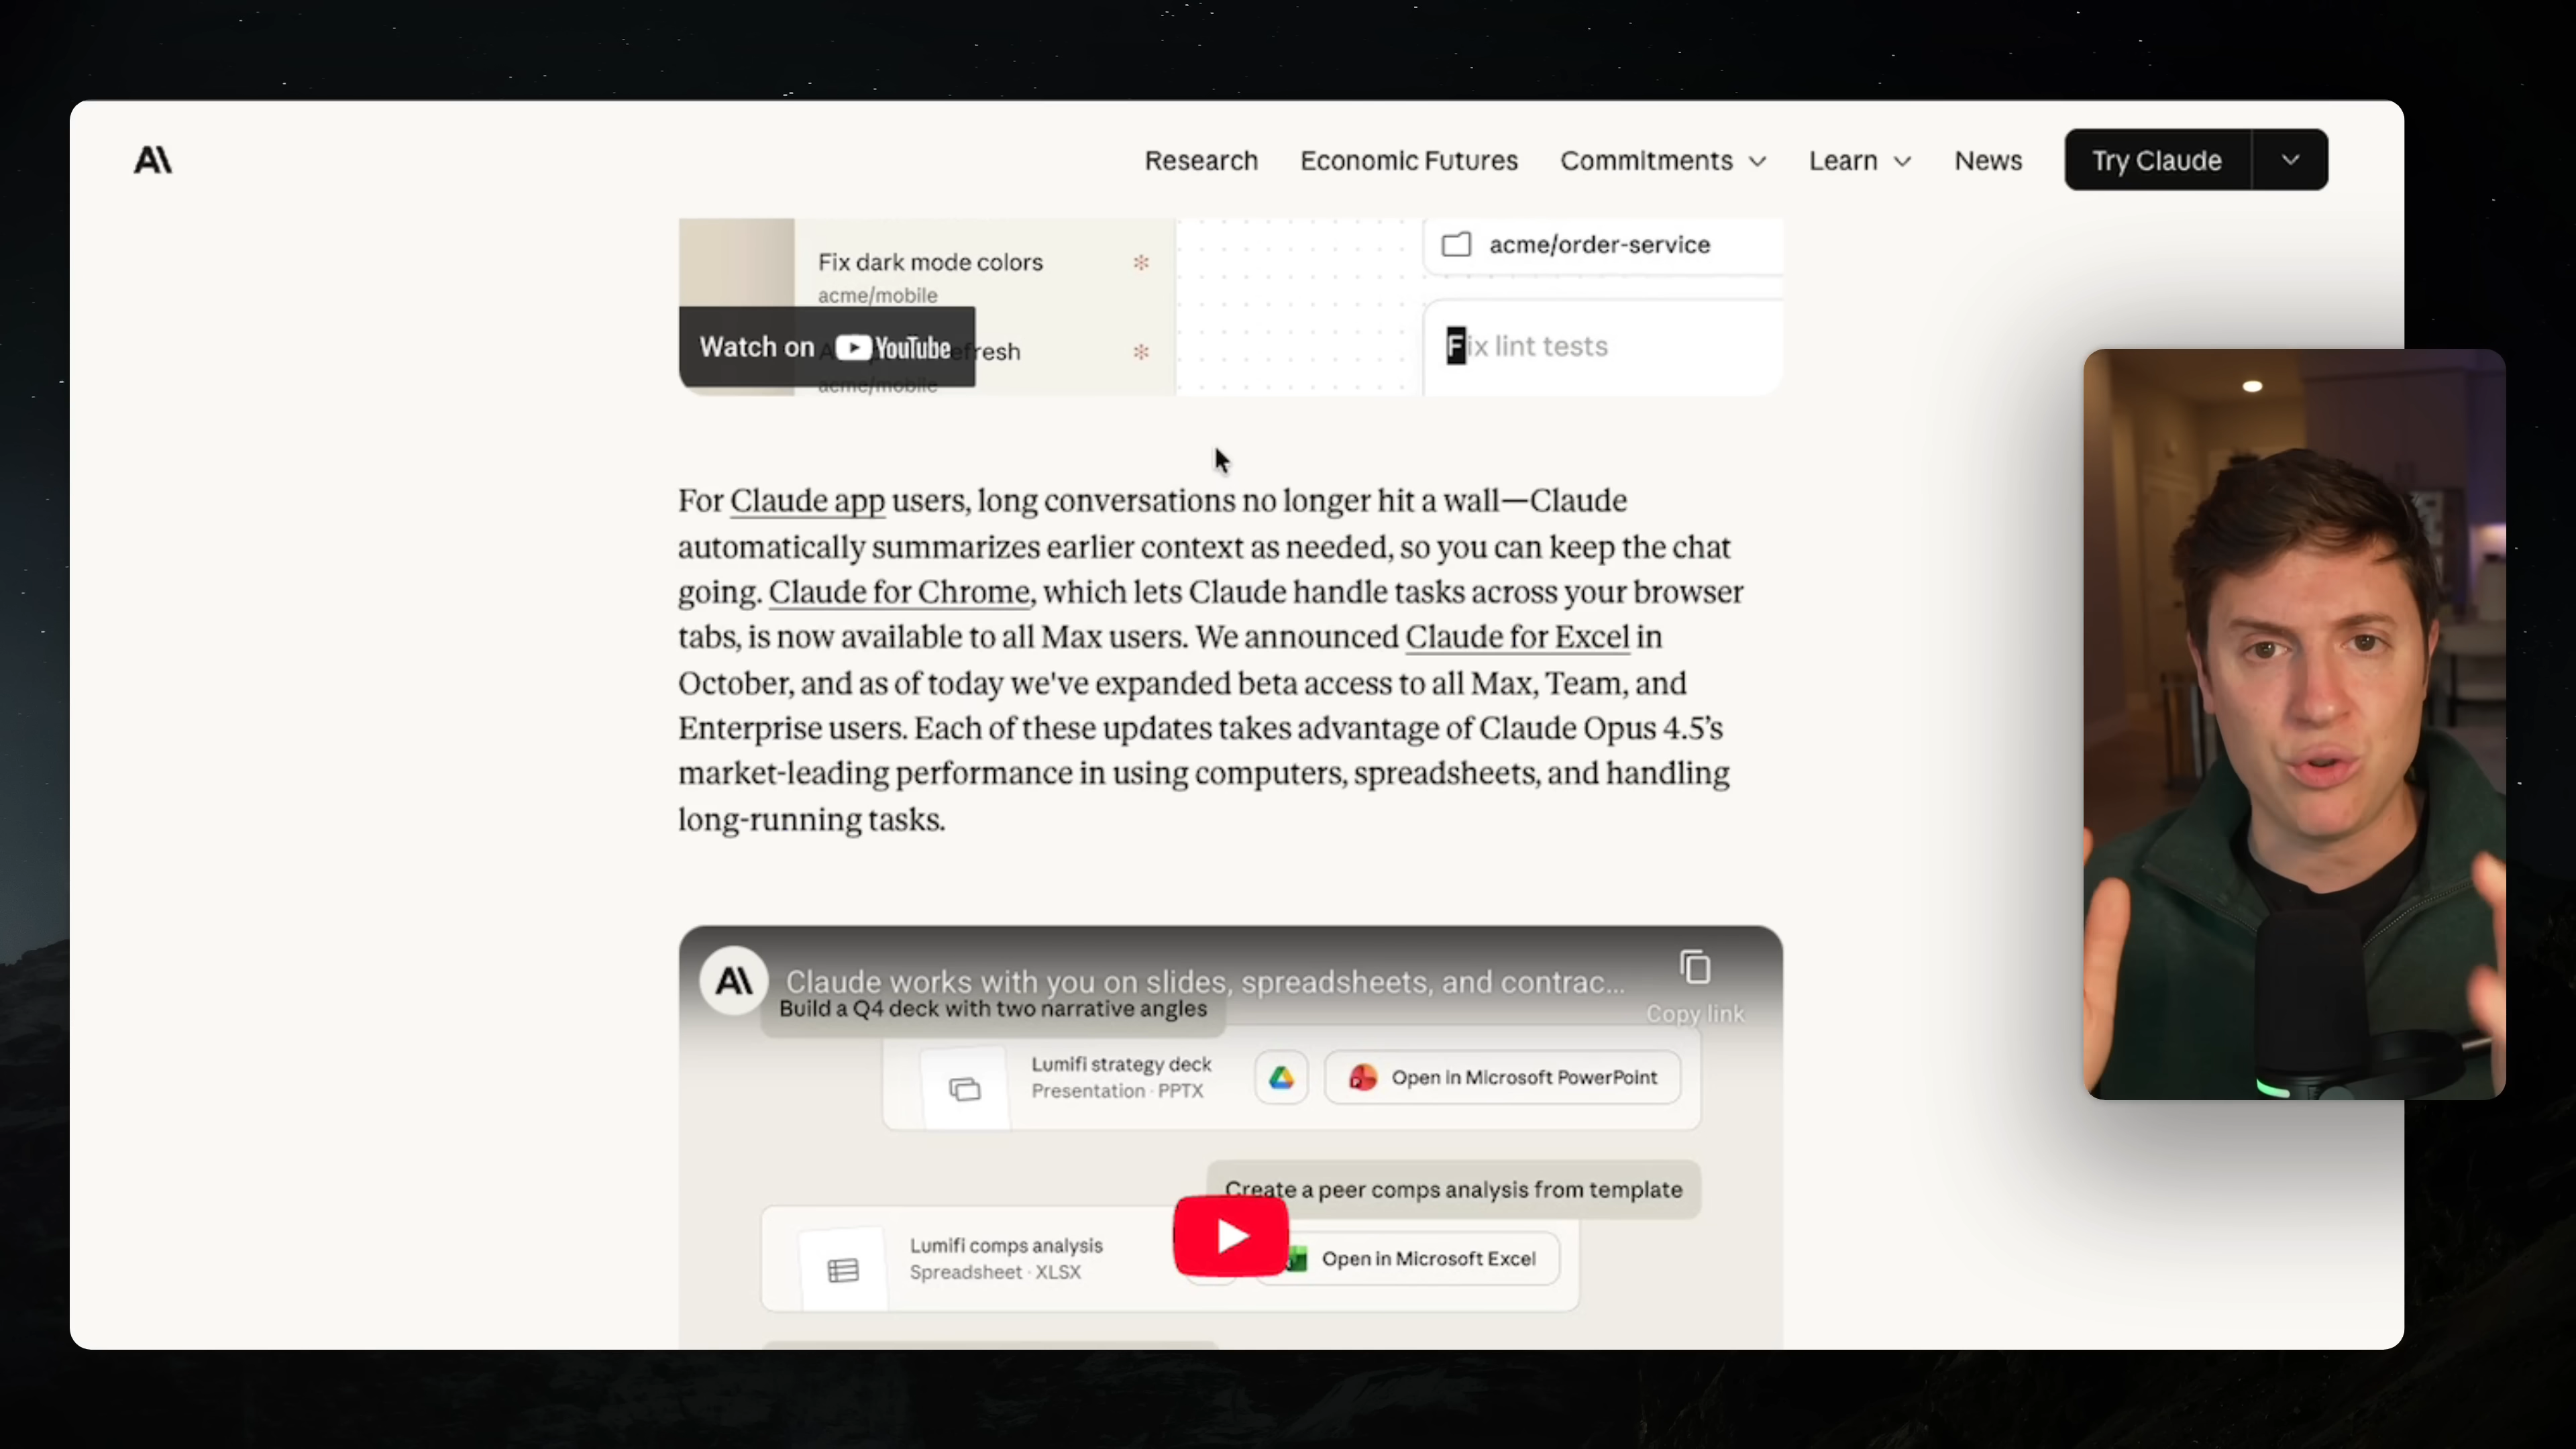 A\
Research Economic Futures Commitments Learn News Try Claude
Fix dark mode colors
acme/mobile
acme/order-service
Watch on YouTube
efresh
acme/mobile
Fix lint tests
For Claude app users, long conversations no longer hit a wall—Claude
automatically summarizes earlier context as needed, so you can keep the chat
going. Claude for Chrome, which lets Claude handle tasks across your browser
tabs, is now available to all Max users. We announced Claude for Excel in
October, and as of today we've expanded beta access to all Max, Team, and
Enterprise users. Each of these updates takes advantage of Claude Opus 4.5’s
market-leading performance in using computers, spreadsheets, and handling
long-running tasks.
A\
Claude works with you on slides, spreadsheets, and contrac...
Copy link
Build a Q4 deck with two narrative angles
Lumifi strategy deck
Presentation · PPTX
Open in Microsoft PowerPoint
Create a peer comps analysis from template
Lumifi comps analysis
Spreadsheet · XLSX
Open in Microsoft Excel